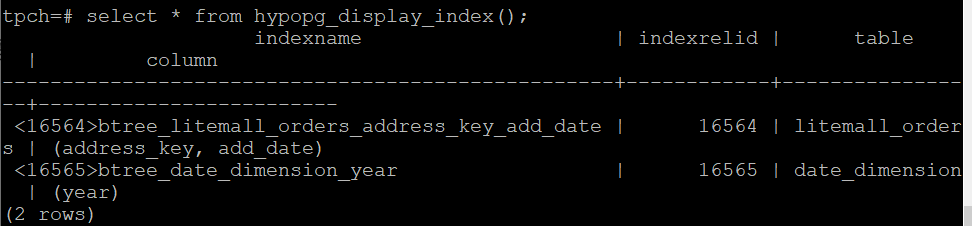 tpch=# select * from hypopg_display_index();
                      indexname                       | indexrelid |      table
  |         column
------------------------------------------------------+------------+----------------
--+--------------------------
 <16564>btree_litemall_orders_address_key_add_date |      16564 | litemall_order
s | (address_key, add_date)
 <16565>btree_date_dimension_year                   |      16565 | date_dimension
  | (year)
(2 rows)